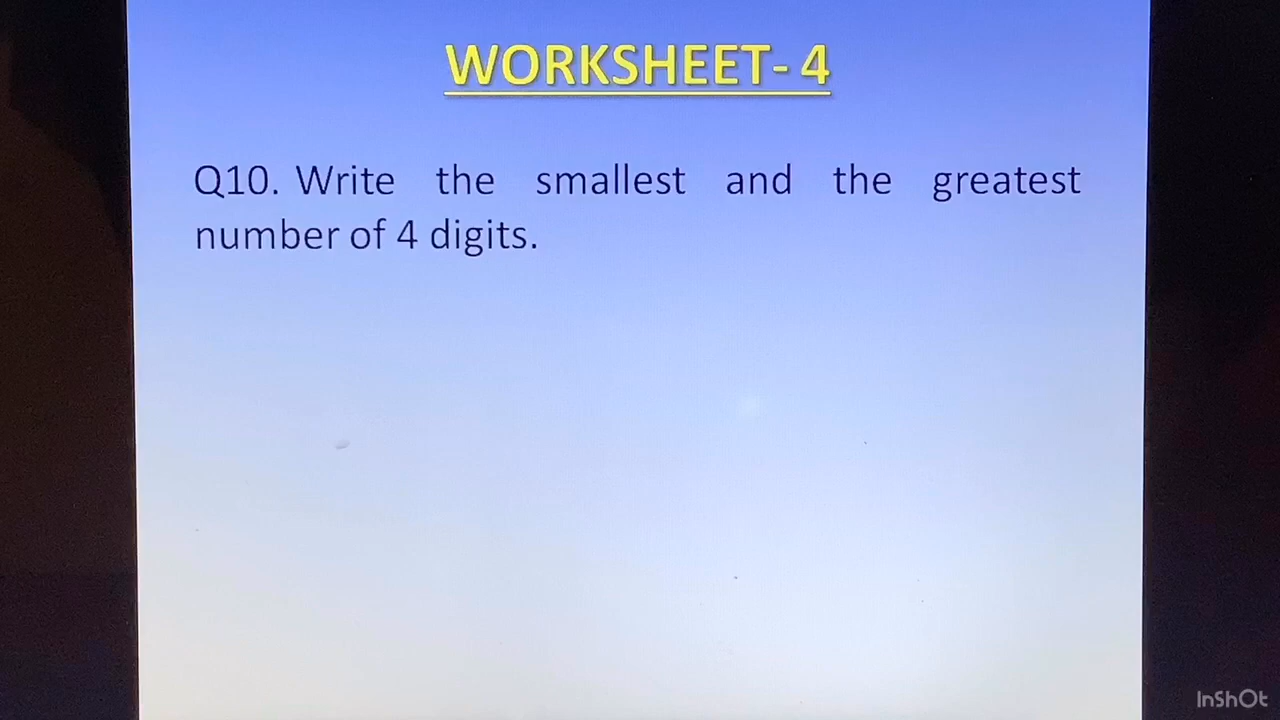 WORKSHEET- 4
Q10. Write the smallest and the greatest
number of 4 digits.
InShOt